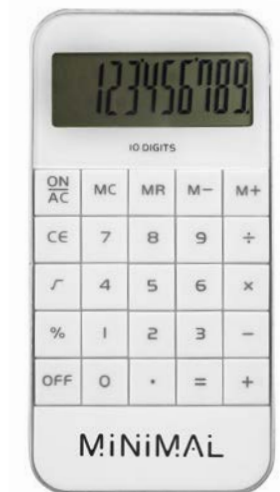 123456789.
10 DIGITS
ON
AC MC MR M− M+
CE 7 8 9 ÷
√ 4 5 6 ×
% 1 2 3 −
OFF 0 · = +
MiNiMAL